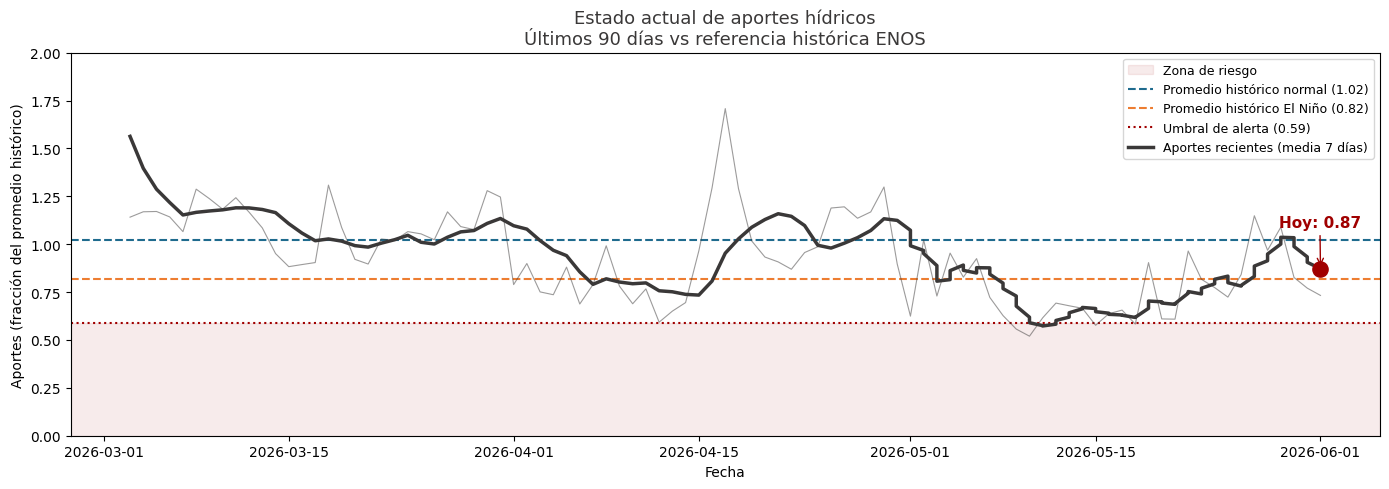 Estado actual de aportes hídricos
Últimos 90 días vs referencia histórica ENOS
Aportes (fracción del promedio histórico)
2.00
1.75
1.50
1.25
1.00
0.75
0.50
0.25
0.00
Zona de riesgo
Promedio histórico normal (1.02)
Promedio histórico El Niño (0.82)
Umbral de alerta (0.59)
Aportes recientes (media 7 días)
Hoy: 0.87
2026-03-01
2026-03-15
2026-04-01
2026-04-15
2026-05-01
2026-05-15
2026-06-01
Fecha